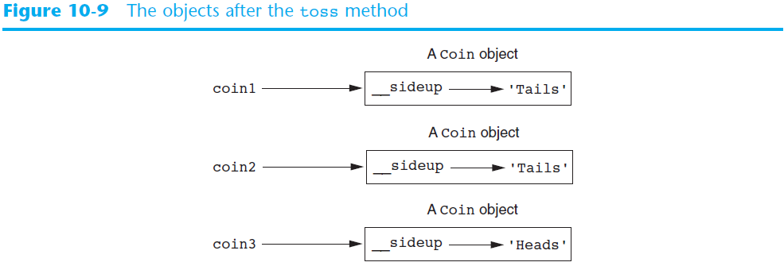 Figure 10-9 The objects after the toss method
A Coin object
coin1 __sideup 'Tails'
A Coin object
coin2 __sideup 'Tails'
A Coin object
coin3 __sideup 'Heads'